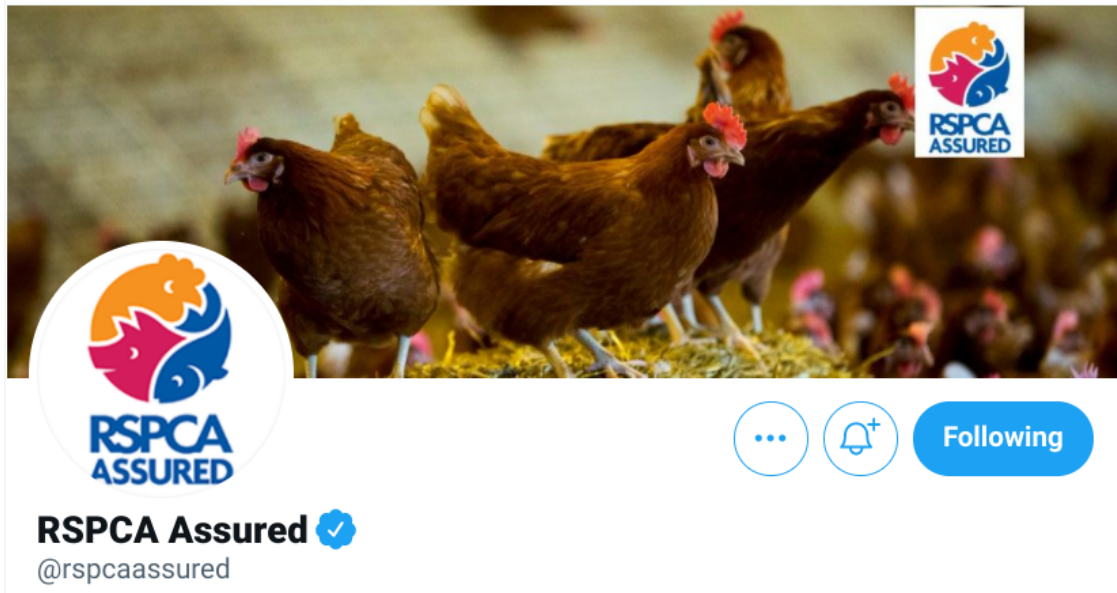 RSPCA
ASSURED
RSPCA
ASSURED
Following
RSPCA Assured
@rspcaassured